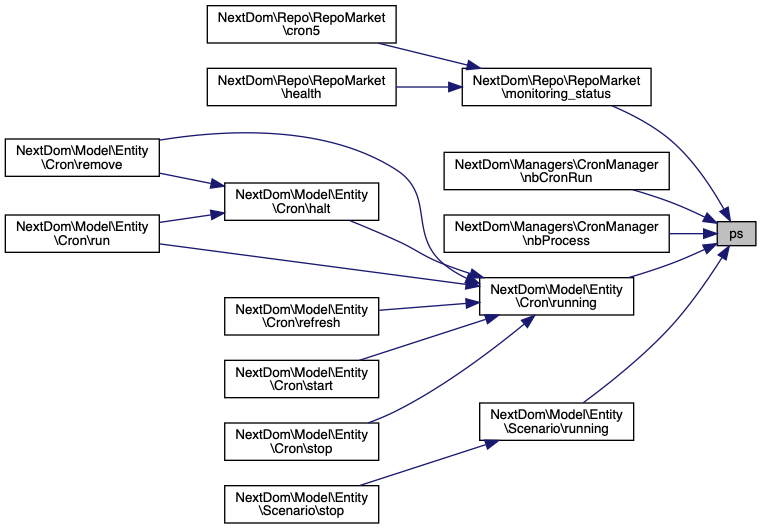 NextDom\Repo\RepoMarket
\cron5
NextDom\Repo\RepoMarket
\health
NextDom\Repo\RepoMarket
\monitoring_status
NextDom\Model\Entity
\Cron\remove
NextDom\Managers\CronManager
\nbCronRun
NextDom\Model\Entity
\Cron\halt
NextDom\Model\Entity
\Cron\run
NextDom\Managers\CronManager
\nbProcess
ps
NextDom\Model\Entity
\Cron\running
NextDom\Model\Entity
\Cron\refresh
NextDom\Model\Entity
\Cron\start
NextDom\Model\Entity
\Scenario\running
NextDom\Model\Entity
\Cron\stop
NextDom\Model\Entity
\Scenario\stop